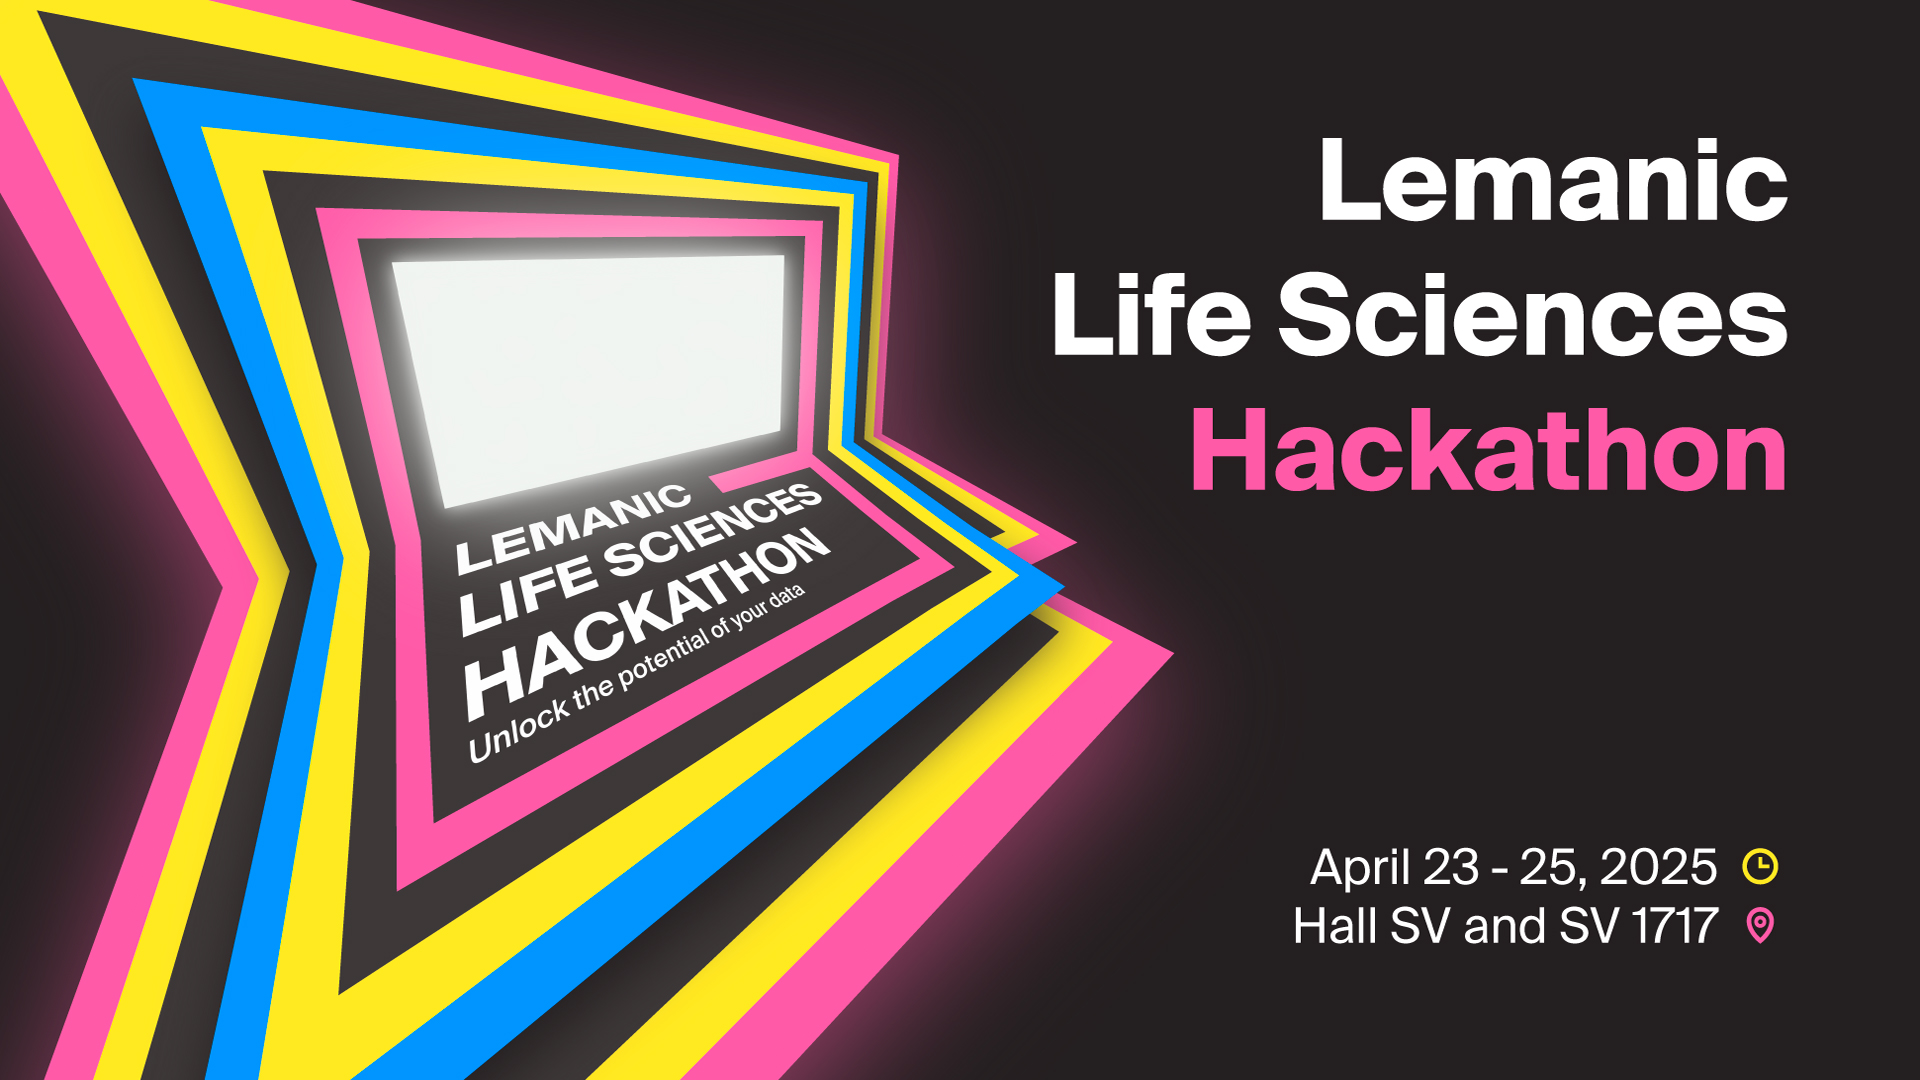 LEMANIC
LIFE SCIENCES
HACKATHON
Unlock the potential of your data
Lemanic
Life Sciences
Hackathon
April 23 - 25, 2025
Hall SV and SV 1717